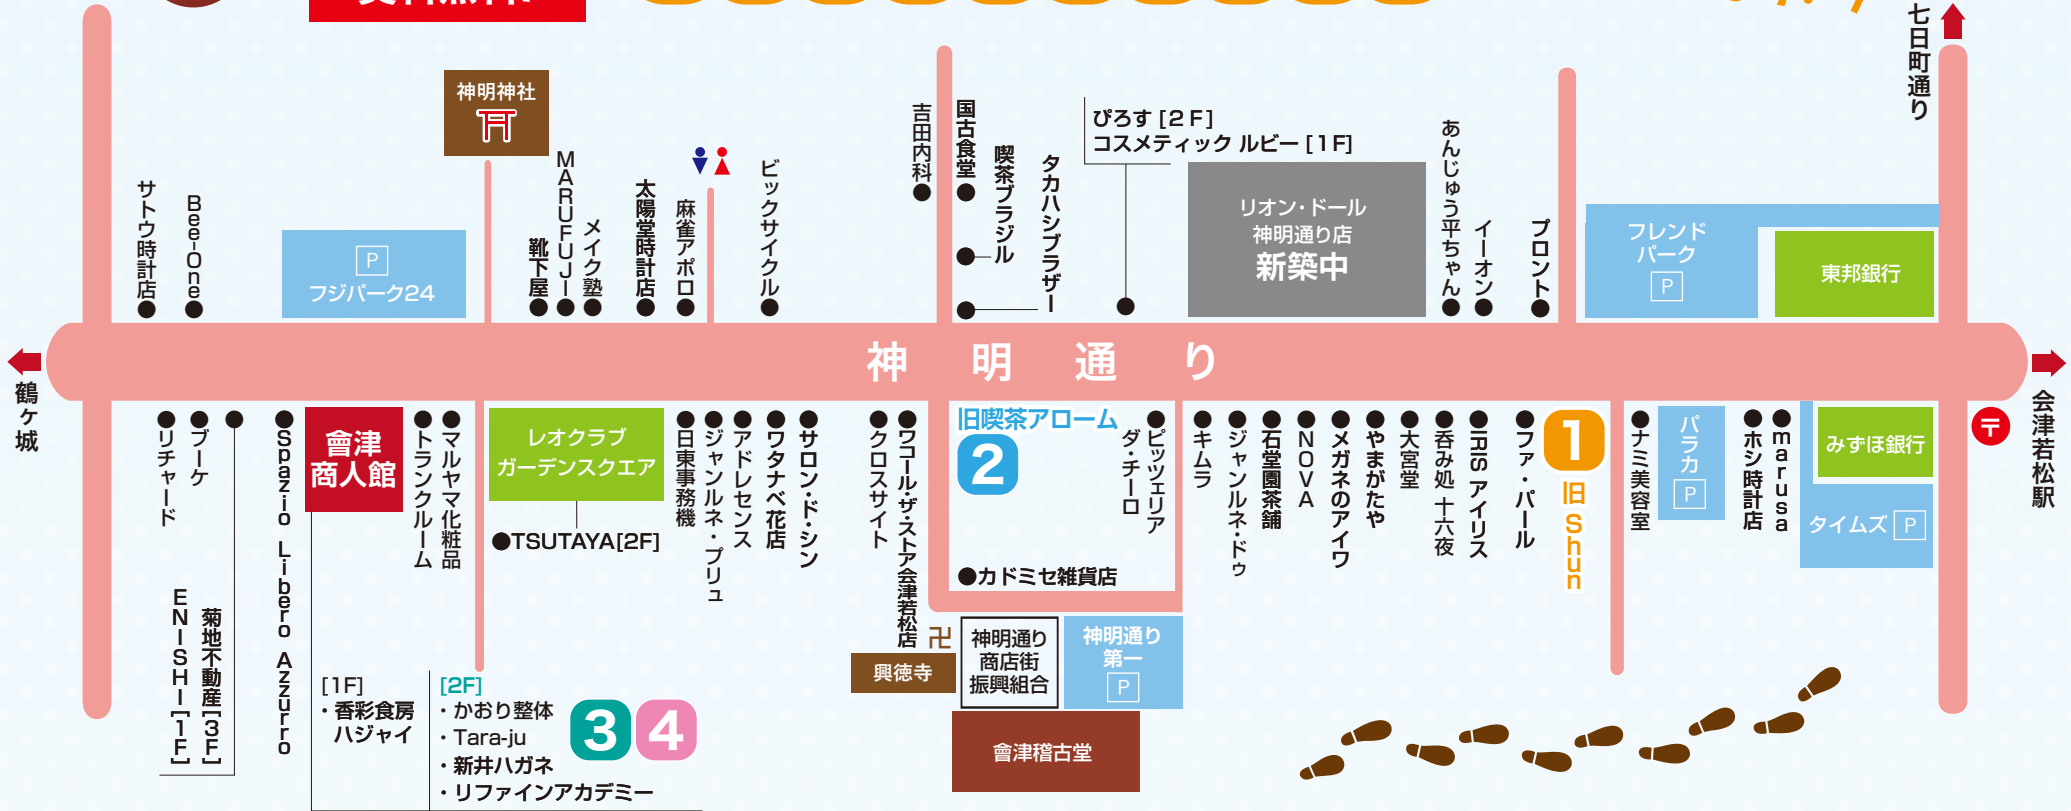 七日町通り
神明神社
吉田内科
国古食堂
喫茶ブラジル
タカハシブラザー
ぴろす [2F]
コスメティック ルビー [1F]
サトウ時計店
Bee-One
P
フジパーク24
靴下屋
MARUFUJI
メイク塾
太陽堂時計店
麻雀アポロ
ビックサイクル
リオン・ドール
神明通り店
新築中
あんじゅう平ちゃん
イーオン
プロント
フレンド
パーク
P
東邦銀行
神明通り
鶴ヶ城
会津若松駅
〒
リチャード
ブーケ
ENISHI[1F]
菊地不動産[3F]
Spazio Libero Azzurro
會津
商人館
トランクルーム
マルヤマ化粧品
レオクラブ
ガーデンスクエア
●TSUTAYA[2F]
日東事務機
ジャンルネ・プリュ
アドレセンス
ワタナベ花店
サロン・ド・シン
クロスサイト
ワコール・ザ・ストア会津若松店
旧喫茶アローム
2
ピッツェリア
ダ・チーロ
●カドミセ雑貨店
キムラ
ジャンルネ・ドゥ
石堂園茶舗
NOVA
メガネのアイワ
やまがたや
大宮堂
呑み処 十六夜
IRIS アイリス
ファ・パール
1
旧 Shun
ナミ美容室
パラカ
P
ホシ時計店
marusa
みずほ銀行
タイムズ P
卍
興徳寺
神明通り
商店街
振興組合
神明通り
第一
P
會津稽古堂
[1F]
・香彩食房
ハジャイ
[2F]
・かおり整体
・Tara-ju
・新井ハガネ
・リファインアカデミー
3
4